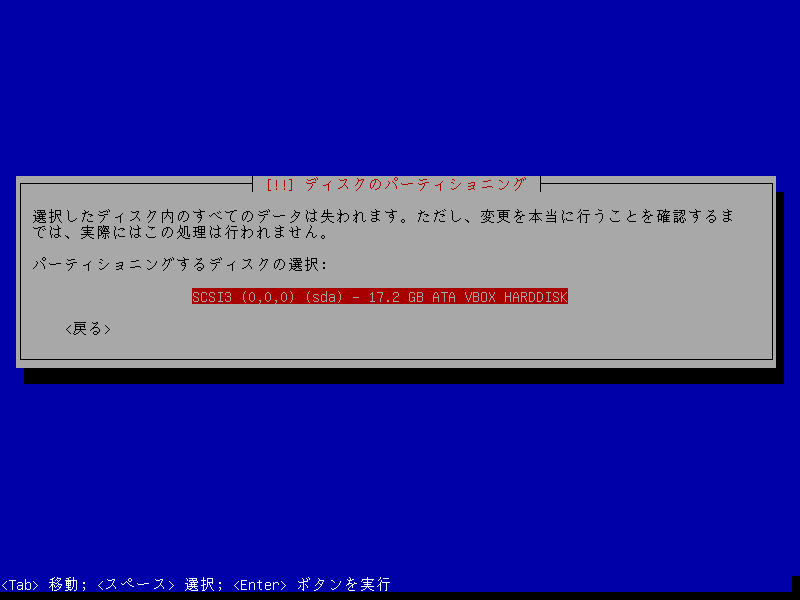 [!!] ディスクのパーティショニング
選択したディスク内のすべてのデータは失われます。ただし、変更を本当に行うことを確認するま
では、実際にはこの処理は行われません。
パーティショニングするディスクの選択:
SCSI3 (0,0,0) (sda) - 17.2 GB ATA VBOX HARDDISK
<戻る>
<Tab> 移動; <スペース> 選択; <Enter> ボタンを実行